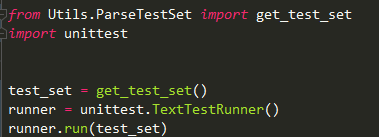 from Utils.ParseTestSet import get_test_set
import unittest
test_set = get_test_set()
runner = unittest.TextTestRunner()
runner.run(test_set)